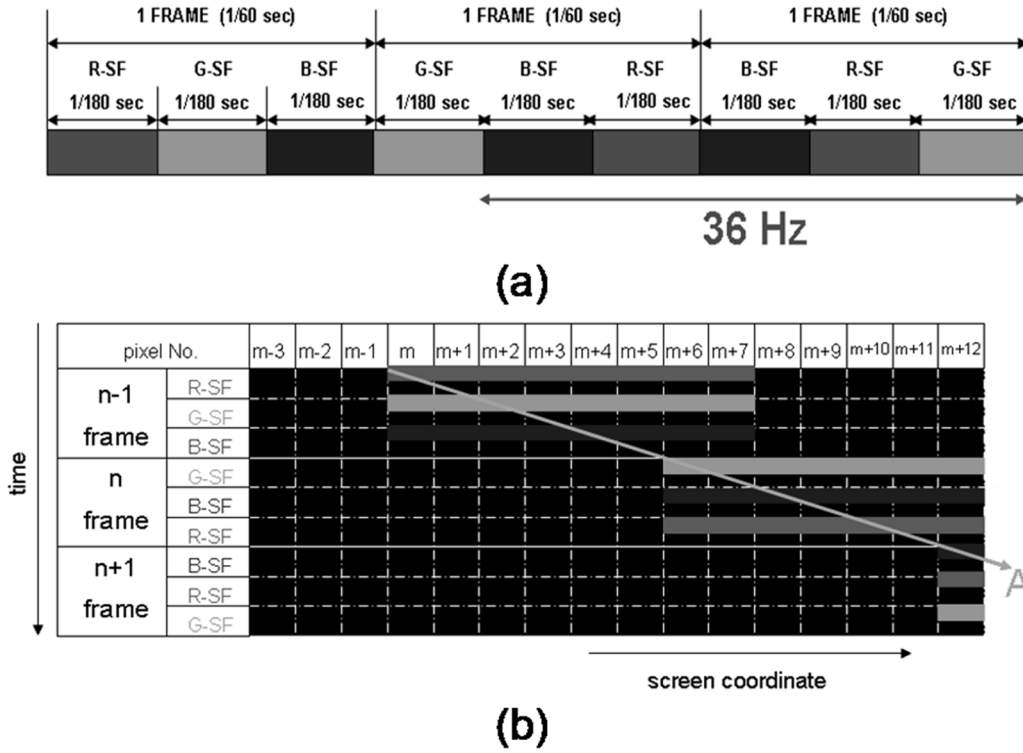 1 FRAME (1/60 sec) 1 FRAME (1/60 sec) 1 FRAME (1/60 sec)
R-SF G-SF B-SF G-SF B-SF R-SF B-SF R-SF G-SF
1/180 sec 1/180 sec 1/180 sec 1/180 sec 1/180 sec 1/180 sec 1/180 sec 1/180 sec 1/180 sec
36 Hz
(a)
pixel No. m-3 m-2 m-1 m m+1 m+2 m+3 m+4 m+5 m+6 m+7 m+8 m+9 m+10 m+11 m+12
n-1 frame
R-SF
G-SF
B-SF
n frame
G-SF
B-SF
R-SF
n+1 frame
B-SF
R-SF
G-SF
time
A
screen coordinate
(b)